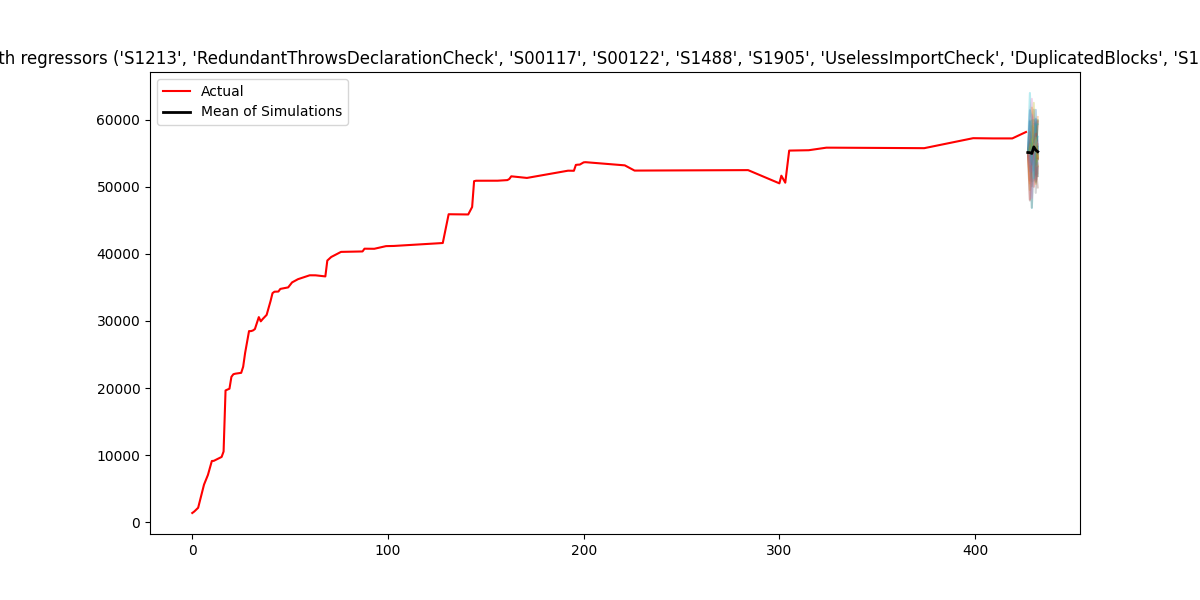 th regressors ('S1213', 'RedundantThrowsDeclarationCheck', 'S00117', 'S00122', 'S1488', 'S1905', 'UselessImportCheck', 'DuplicatedBlocks', 'S1
Actual
Mean of Simulations
60000
50000
40000
30000
20000
10000
0
0 100 200 300 400